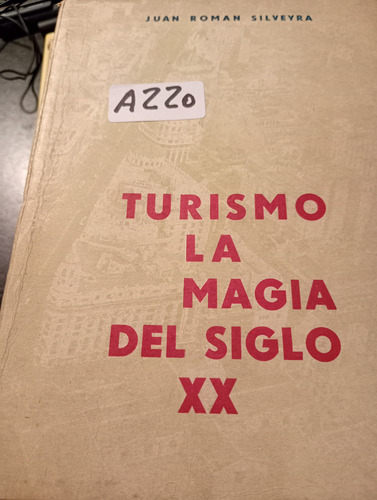 JUAN ROMAN SILVEYRA
A220
TURISMO
LA
MAGIA
DEL SIGLO
XX